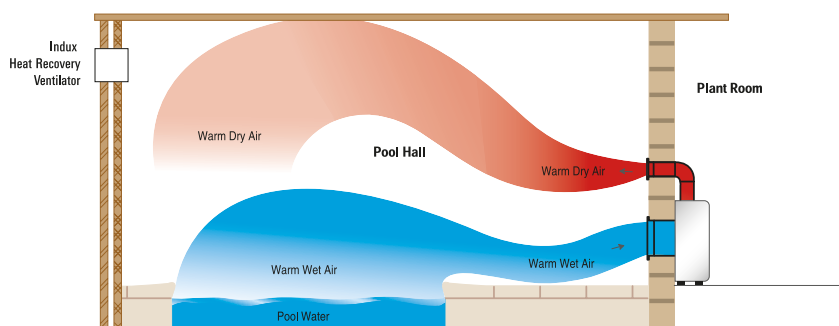 Indux
Heat Recovery
Ventilator
Plant Room
Warm Dry Air
Pool Hall
Warm Dry Air
Warm Wet Air
Warm Wet Air
Pool Water